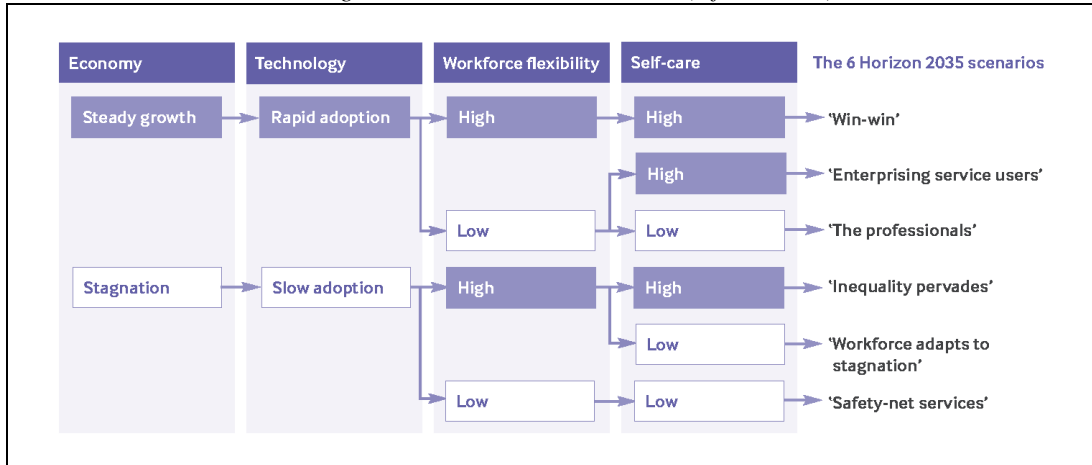 Economy
Technology
Workforce flexibility
Self-care
The 6 Horizon 2035 scenarios
Steady growth
Rapid adoption
High
High
‘Win-win’
High
‘Enterprising service users’
Low
Low
‘The professionals’
Stagnation
Slow adoption
High
High
‘Inequality pervades’
Low
‘Workforce adapts to
stagnation’
Low
Low
‘Safety-net services’